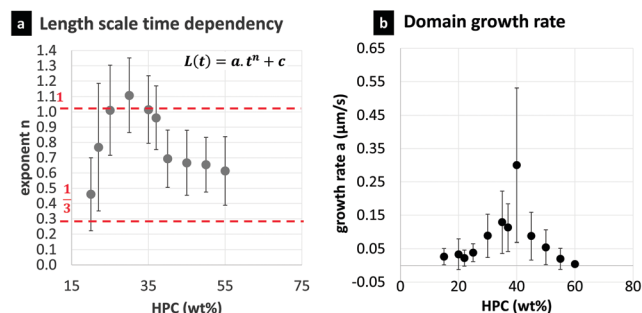 a Length scale time dependency
L(t) = a. tⁿ + c
exponent n
1.4
1.3
1.2
1.1
1.0
0.9
0.8
0.7
0.6
0.5
0.4
0.3
0.2
0.1
0.0
1
1/3
15 35 55 75
HPC (wt%)
b Domain growth rate
growth rate a (µm/s)
0.65
0.55
0.45
0.35
0.25
0.15
0.05
-0.05
0 20 40 60 80
HPC (wt%)